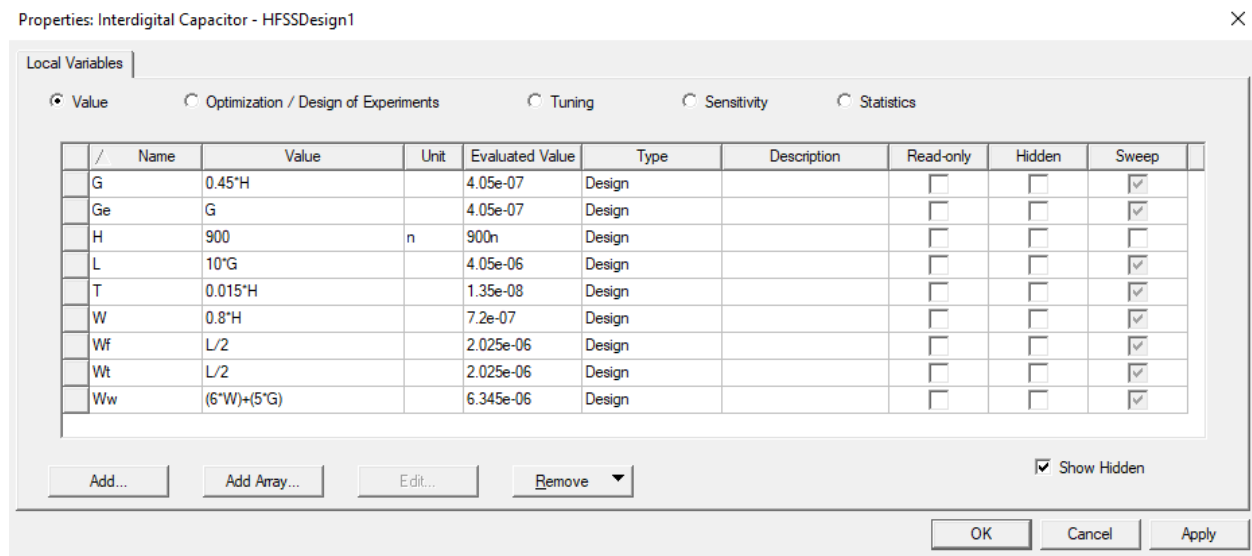 Properties: Interdigital Capacitor - HFSSDesign1
Local Variables
Value Optimization / Design of Experiments Tuning Sensitivity Statistics
/ Name Value Unit Evaluated Value Type Description Read-only Hidden Sweep
G 0.45*H 4.05e-07 Design
Ge G 4.05e-07 Design
H 900 n 900n Design
L 10*G 4.05e-06 Design
T 0.015*H 1.35e-08 Design
W 0.8*H 7.2e-07 Design
Wf L/2 2.025e-06 Design
Wt L/2 2.025e-06 Design
Ww (6*W)+(5*G) 6.345e-06 Design
Add... Add Array... Edit... Remove Show Hidden
OK Cancel Apply